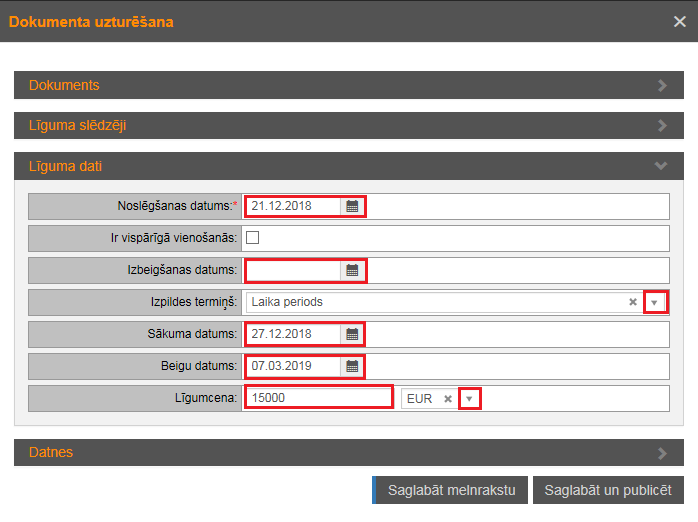 Dokumenta uzturēšana
Dokuments
Līguma slēdzēji
Līguma dati
Noslēgšanas datums:* 21.12.2018
Ir vispārīgā vienošanās:
Izbeigšanas datums:
Izpildes termiņš: Laika periods
Sākuma datums: 27.12.2018
Beigu datums: 07.03.2019
Līgumcena: 15000 EUR
Datnes
Saglabāt melnrakstu Saglabāt un publicēt